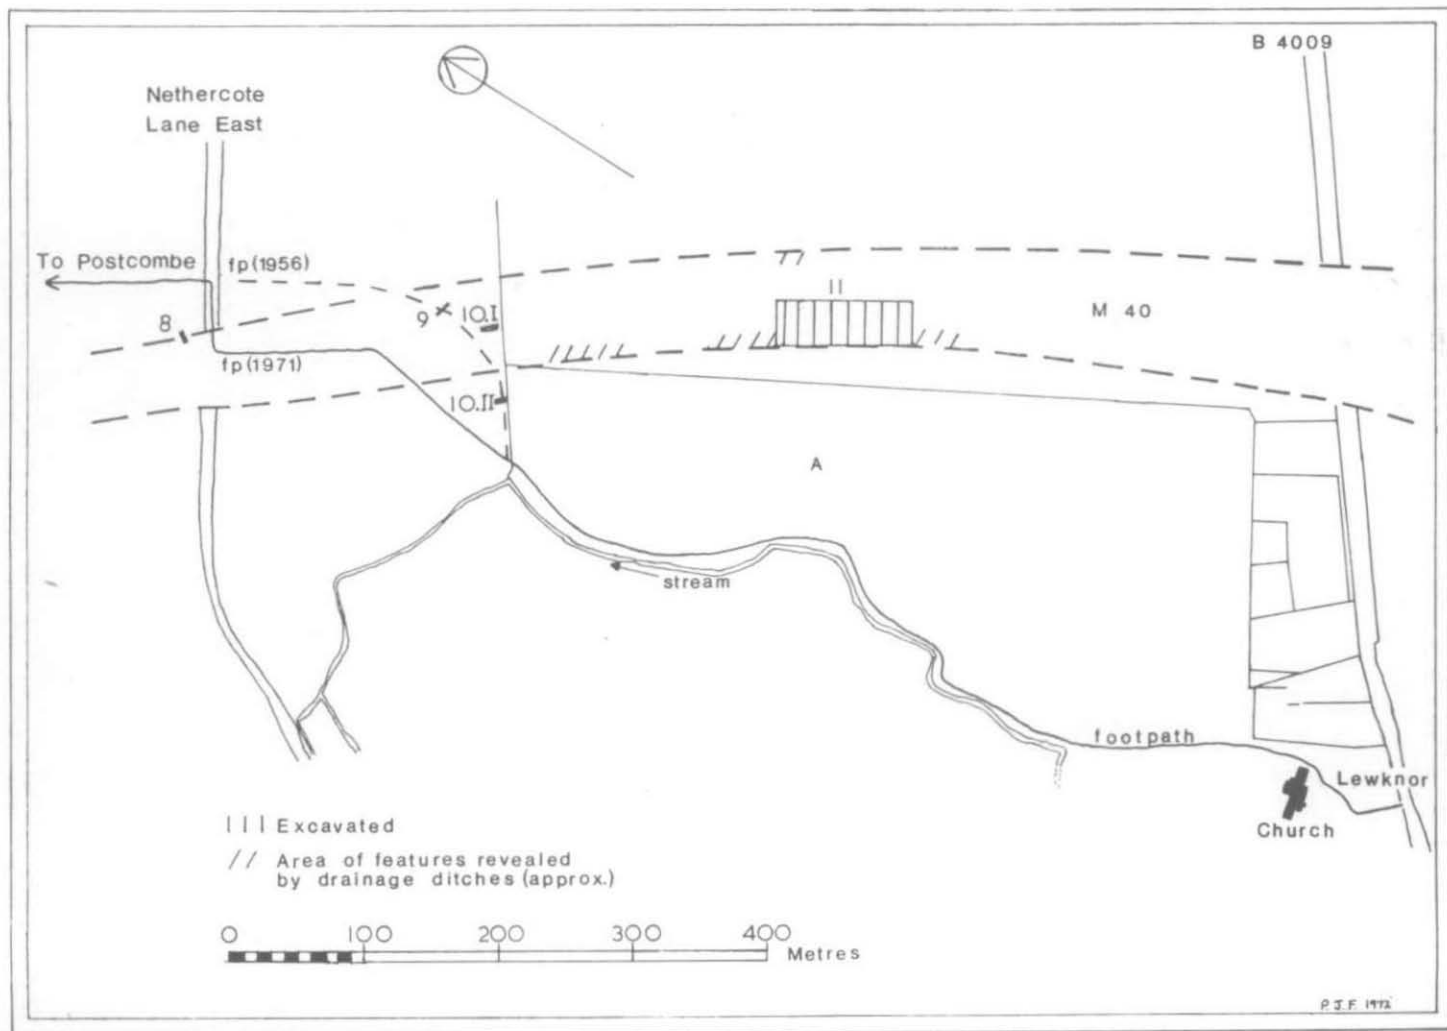 B 4009
Nethercote
Lane East
To Postcombe
fp(1956)
8
9
10.I
11
M 40
fp(1971)
10.II
A
stream
footpath
Lewknor
Church
Excavated
Area of features revealed
by drainage ditches (approx.)
0 100 200 300 400
Metres
P.J.F. 1972